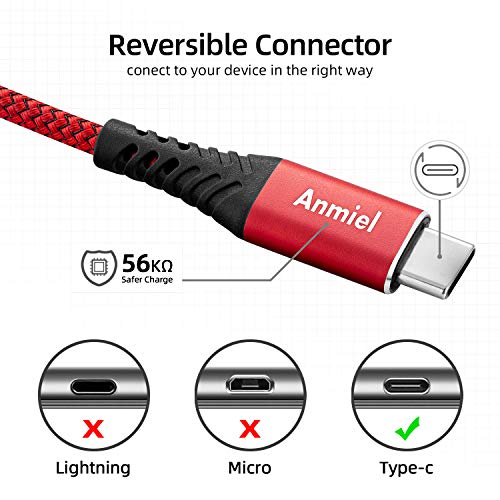 Reversible Connector
conect to your device in the right way
Anmiel
56KΩ
Safer Charge
X
X
Lightning
Micro
Type-c